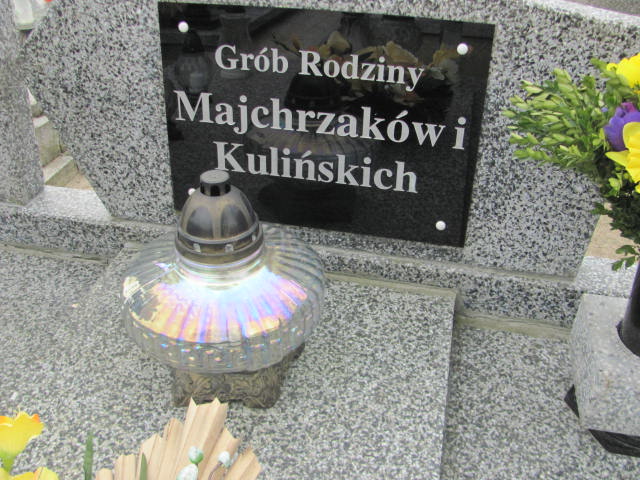 Grób Rodziny
Majchrzaków i
Kulińskich